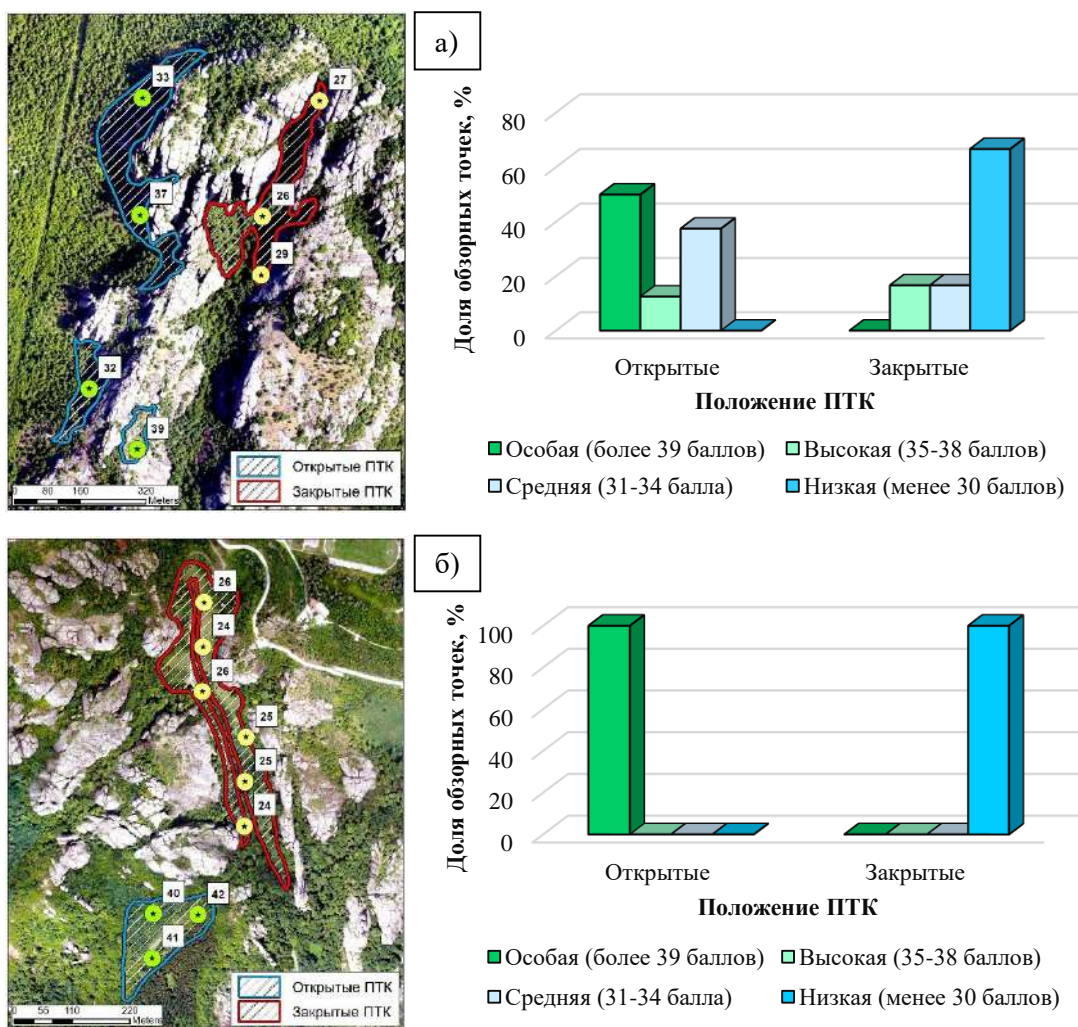 а)
33
27
37
26
29
32
39
Открытые ПТК
Закрытые ПТК
0 80 160 320
Meters
Доля обзорных точек, %
80
60
40
20
0
Открытые Закрытые
Положение ПТК
Особая (более 39 баллов) Высокая (35-38 баллов)
Средняя (31-34 балла) Низкая (менее 30 баллов)
б)
26
24
26
25
25
24
40 42
41
Открытые ПТК
Закрытые ПТК
0 55 110 220
Meters
Доля обзорных точек, %
100
80
60
40
20
0
Открытые Закрытые
Положение ПТК
Особая (более 39 баллов) Высокая (35-38 баллов)
Средняя (31-34 балла) Низкая (менее 30 баллов)